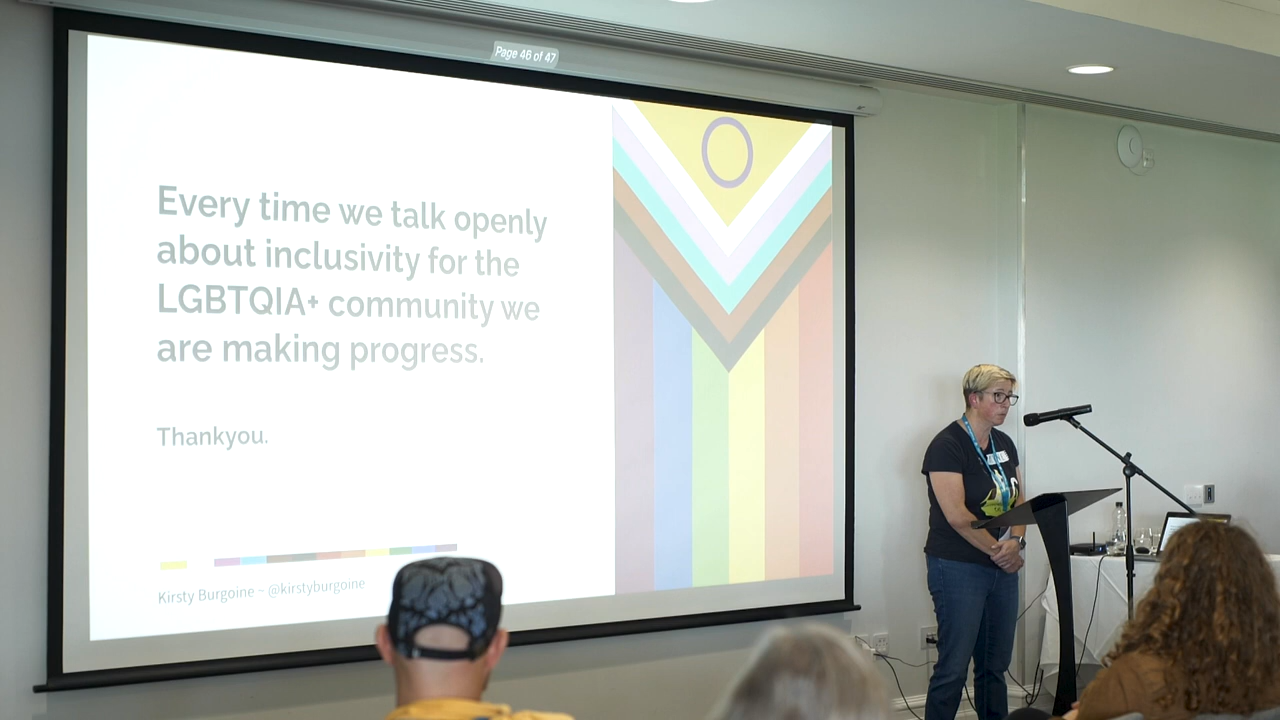 Page 46 of 47
Every time we talk openly
about inclusivity for the
LGBTQIA+ community we
are making progress.
Thankyou.
Kirsty Burgoine ~ @kirstyburgoine